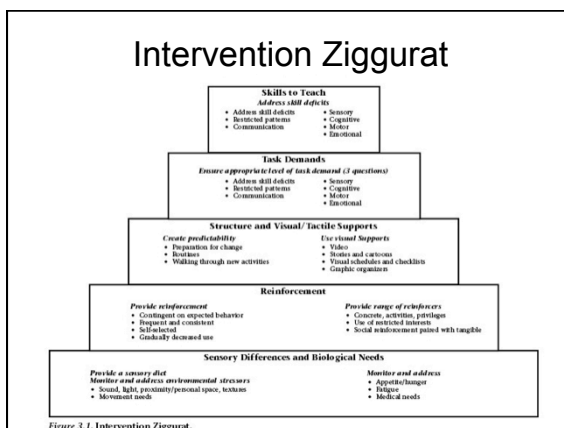 Intervention Ziggurat
Skills to Teach
Address skill deficits
• Address skill deficits
• Restricted patterns
• Communication
• Sensory
• Cognitive
• Motor
• Emotional
Task Demands
Ensure appropriate level of task demand (3 questions)
• Address skill deficits
• Restricted patterns
• Communication
• Sensory
• Cognitive
• Motor
• Emotional
Structure and Visual/Tactile Supports
Create predictability
• Preparation for change
• Routines
• Walking through new activities
Use visual Supports
• Video
• Stories and cartoons
• Visual schedules and checklists
• Graphic organizers
Reinforcement
Provide reinforcement
• Contingent on expected behavior
• Frequent and consistent
• Self-selected
• Gradually decreased use
Provide range of reinforcers
• Concrete, activities, privileges
• Use of restricted interests
• Social reinforcement paired with tangible
Sensory Differences and Biological Needs
Provide a sensory diet
Monitor and address environmental stressors
• Sound, light, proximity/personal space, textures
• Movement needs
Monitor and address
• Appetite/hunger
• Fatigue
• Medical needs
Figure 3.1. Intervention Ziggurat.